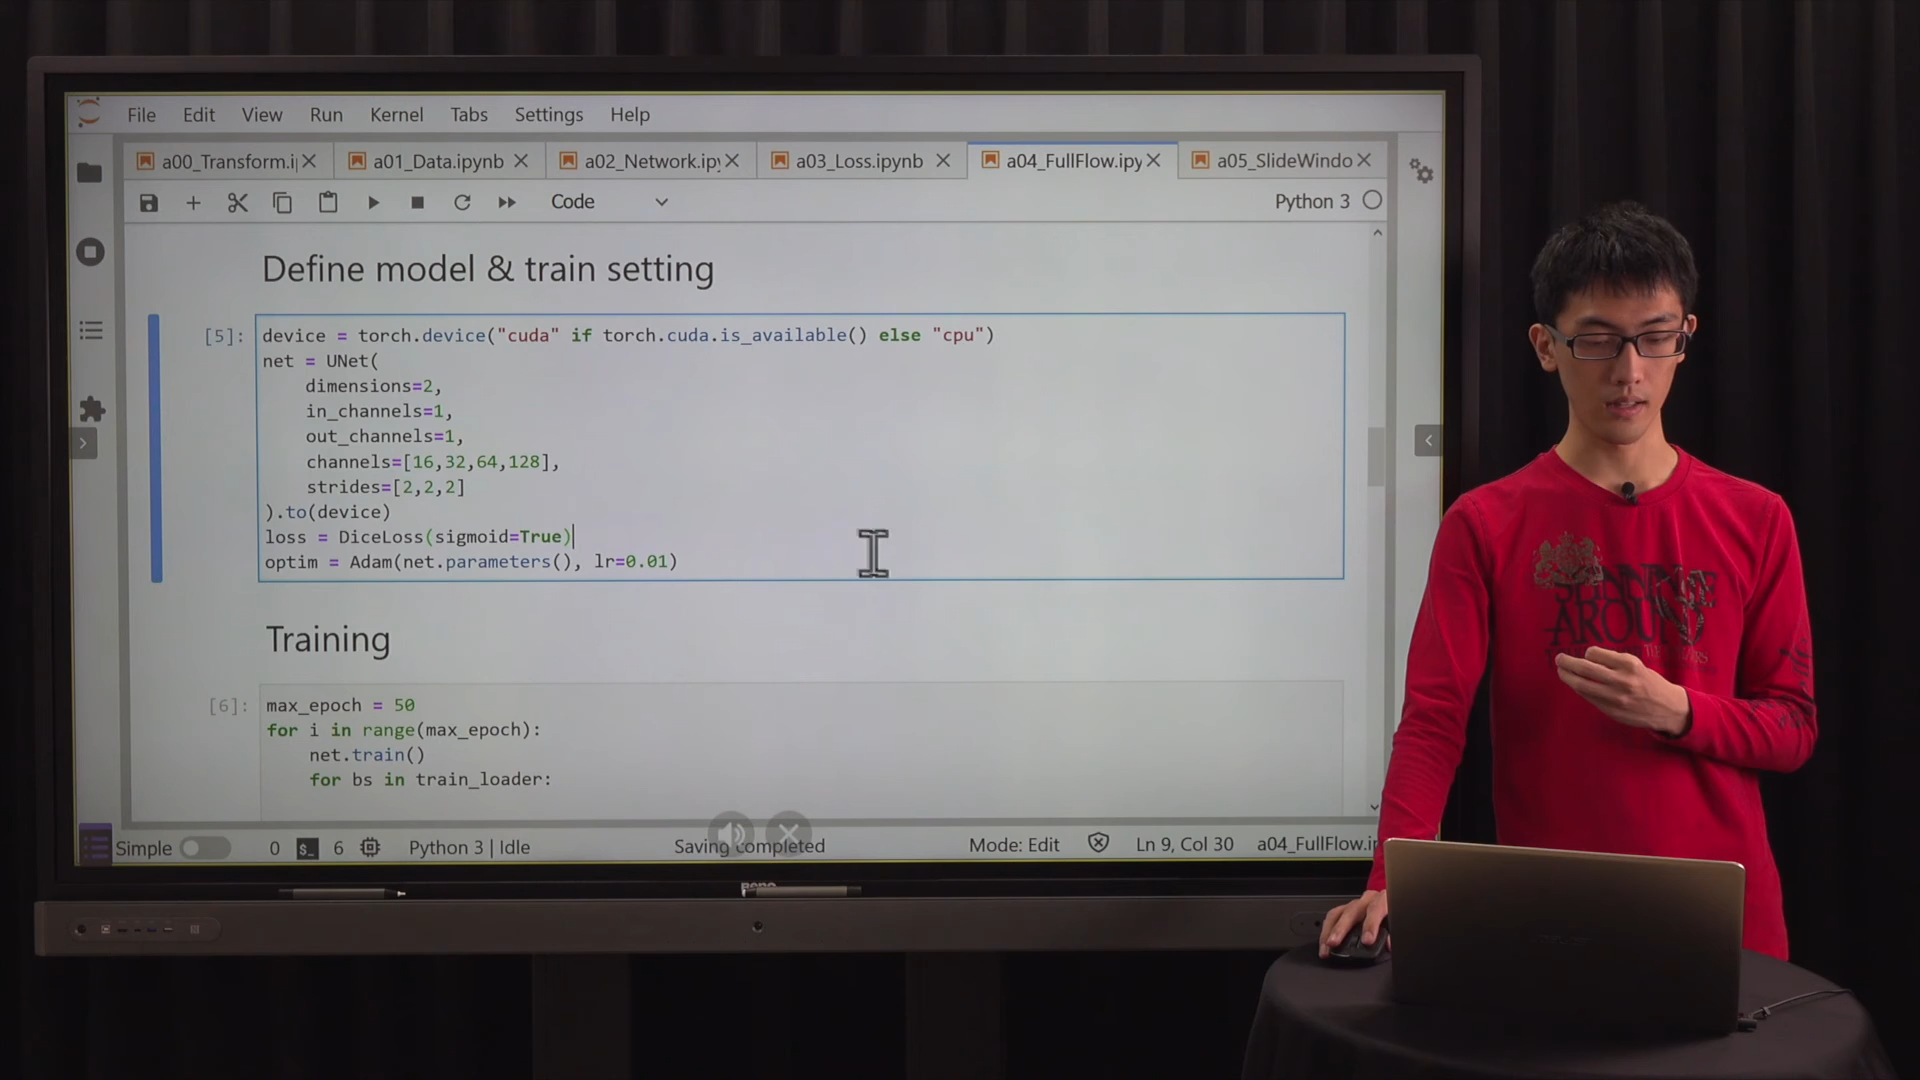 File Edit View Run Kernel Tabs Settings Help
a00_Transform.i a01_Data.ipynb a02_Network.ipy a03_Loss.ipynb a04_FullFlow.ipy a05_SlideWindo
Code Python 3
Define model & train setting
[5]: device = torch.device("cuda" if torch.cuda.is_available() else "cpu")
net = UNet(
dimensions=2,
in_channels=1,
out_channels=1,
channels=[16,32,64,128],
strides=[2,2,2]
).to(device)
loss = DiceLoss(sigmoid=True)
optim = Adam(net.parameters(), lr=0.01)
Training
[6]: max_epoch = 50
for i in range(max_epoch):
net.train()
for bs in train_loader:
Simple 0 $_ 6 Python 3 | Idle Saving completed Mode: Edit Ln 9, Col 30 a04_FullFlow.ip
AROUND